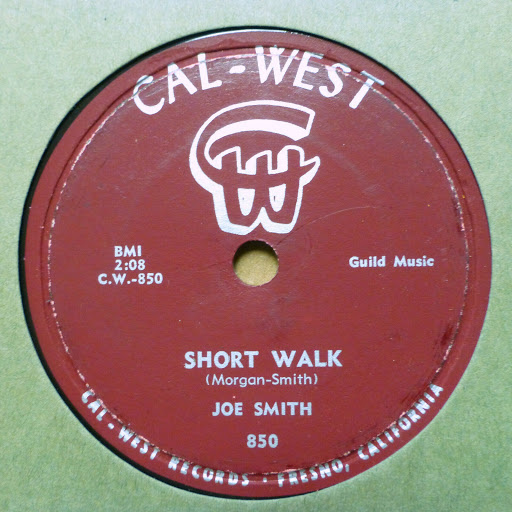 CAL-WEST
CW
BMI
2:08
C.W.-850
Guild Music
SHORT WALK
(Morgan-Smith)
JOE SMITH
850
CAL-WEST RECORDS • FRESNO, CALIFORNIA